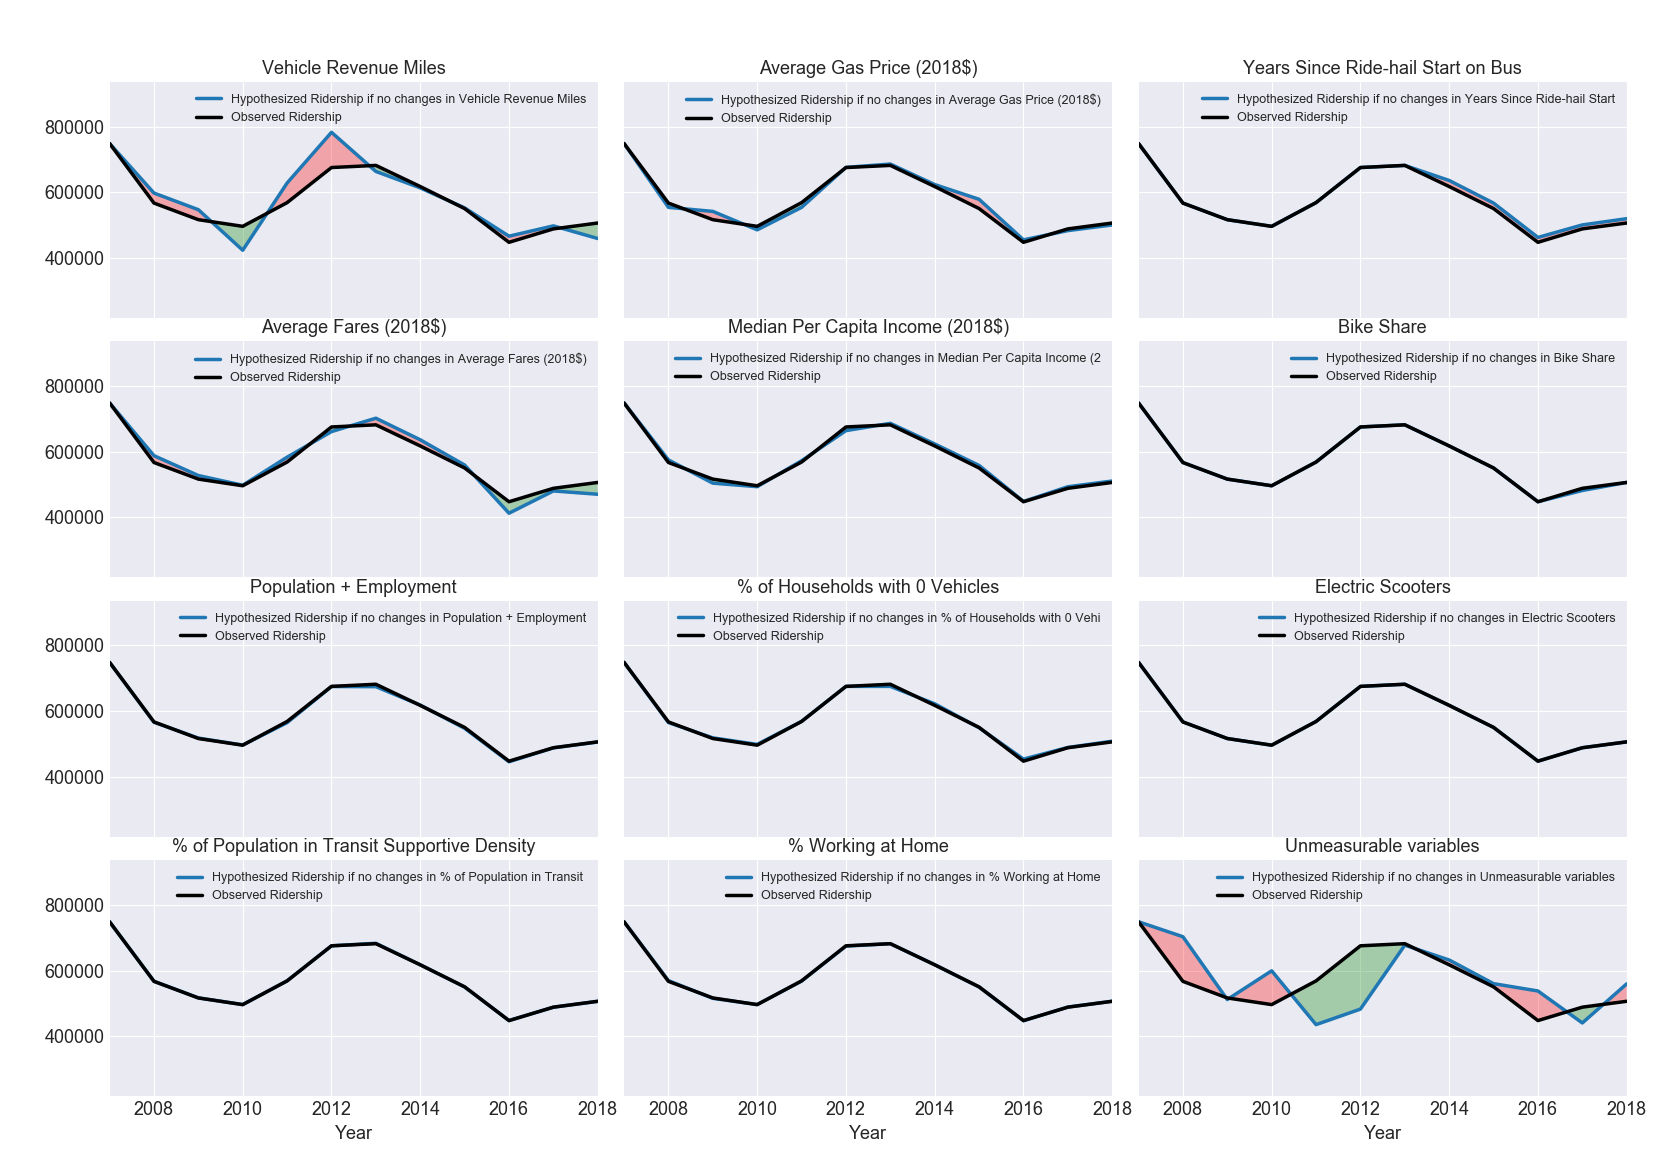 Vehicle Revenue Miles
Hypothesized Ridership if no changes in Vehicle Revenue Miles
Observed Ridership
800000
600000
400000
Average Gas Price (2018$)
Hypothesized Ridership if no changes in Average Gas Price (2018$)
Observed Ridership
Years Since Ride-hail Start on Bus
Hypothesized Ridership if no changes in Years Since Ride-hail Start
Observed Ridership
Average Fares (2018$)
Hypothesized Ridership if no changes in Average Fares (2018$)
Observed Ridership
800000
600000
400000
Median Per Capita Income (2018$)
Hypothesized Ridership if no changes in Median Per Capita Income (2
Observed Ridership
Bike Share
Hypothesized Ridership if no changes in Bike Share
Observed Ridership
Population + Employment
Hypothesized Ridership if no changes in Population + Employment
Observed Ridership
800000
600000
400000
% of Households with 0 Vehicles
Hypothesized Ridership if no changes in % of Households with 0 Vehi
Observed Ridership
Electric Scooters
Hypothesized Ridership if no changes in Electric Scooters
Observed Ridership
% of Population in Transit Supportive Density
Hypothesized Ridership if no changes in % of Population in Transit
Observed Ridership
800000
600000
400000
2008 2010 2012 2014 2016 2018
Year
% Working at Home
Hypothesized Ridership if no changes in % Working at Home
Observed Ridership
2008 2010 2012 2014 2016 2018
Year
Unmeasurable variables
Hypothesized Ridership if no changes in Unmeasurable variables
Observed Ridership
2008 2010 2012 2014 2016 2018
Year